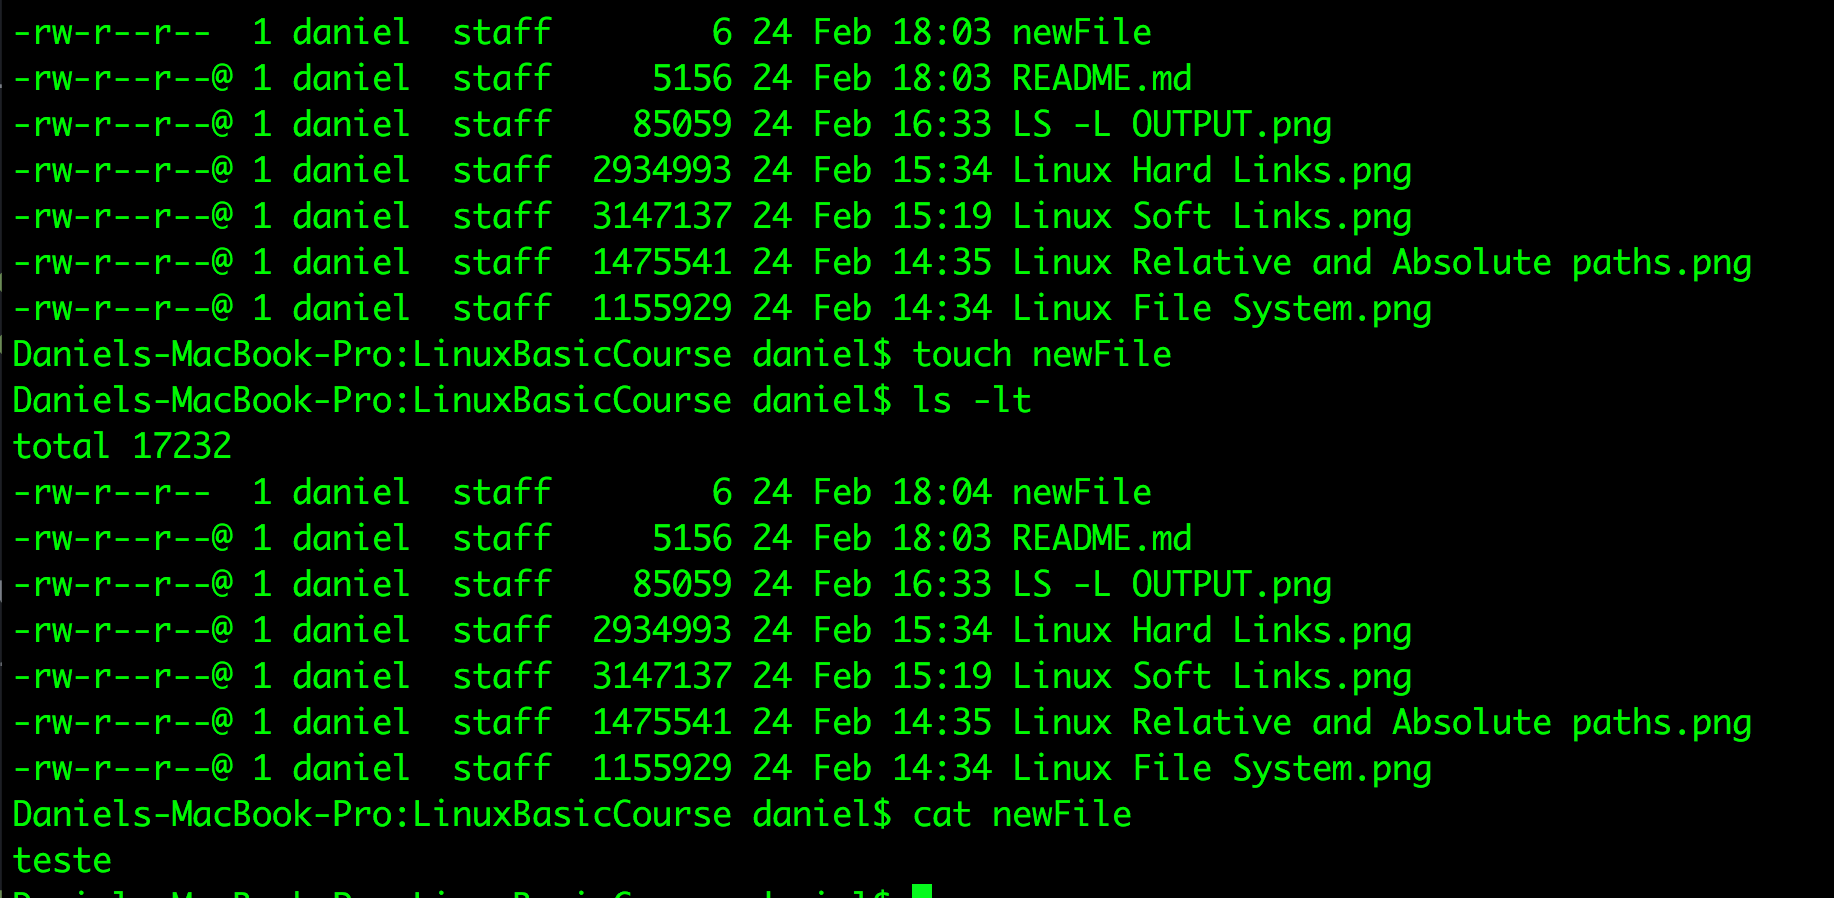 -rw-r--r--  1 daniel  staff        6 24 Feb 18:03 newFile
-rw-r--r--@ 1 daniel  staff     5156 24 Feb 18:03 README.md
-rw-r--r--@ 1 daniel  staff    85059 24 Feb 16:33 LS -L OUTPUT.png
-rw-r--r--@ 1 daniel  staff  2934993 24 Feb 15:34 Linux Hard Links.png
-rw-r--r--@ 1 daniel  staff  3147137 24 Feb 15:19 Linux Soft Links.png
-rw-r--r--@ 1 daniel  staff  1475541 24 Feb 14:35 Linux Relative and Absolute paths.png
-rw-r--r--@ 1 daniel  staff  1155929 24 Feb 14:34 Linux File System.png
Daniels-MacBook-Pro:LinuxBasicCourse daniel$ touch newFile
Daniels-MacBook-Pro:LinuxBasicCourse daniel$ ls -lt
total 17232
-rw-r--r--  1 daniel  staff        6 24 Feb 18:04 newFile
-rw-r--r--@ 1 daniel  staff     5156 24 Feb 18:03 README.md
-rw-r--r--@ 1 daniel  staff    85059 24 Feb 16:33 LS -L OUTPUT.png
-rw-r--r--@ 1 daniel  staff  2934993 24 Feb 15:34 Linux Hard Links.png
-rw-r--r--@ 1 daniel  staff  3147137 24 Feb 15:19 Linux Soft Links.png
-rw-r--r--@ 1 daniel  staff  1475541 24 Feb 14:35 Linux Relative and Absolute paths.png
-rw-r--r--@ 1 daniel  staff  1155929 24 Feb 14:34 Linux File System.png
Daniels-MacBook-Pro:LinuxBasicCourse daniel$ cat newFile
teste
Daniels-MacBook-Pro:LinuxBasicCourse daniel$